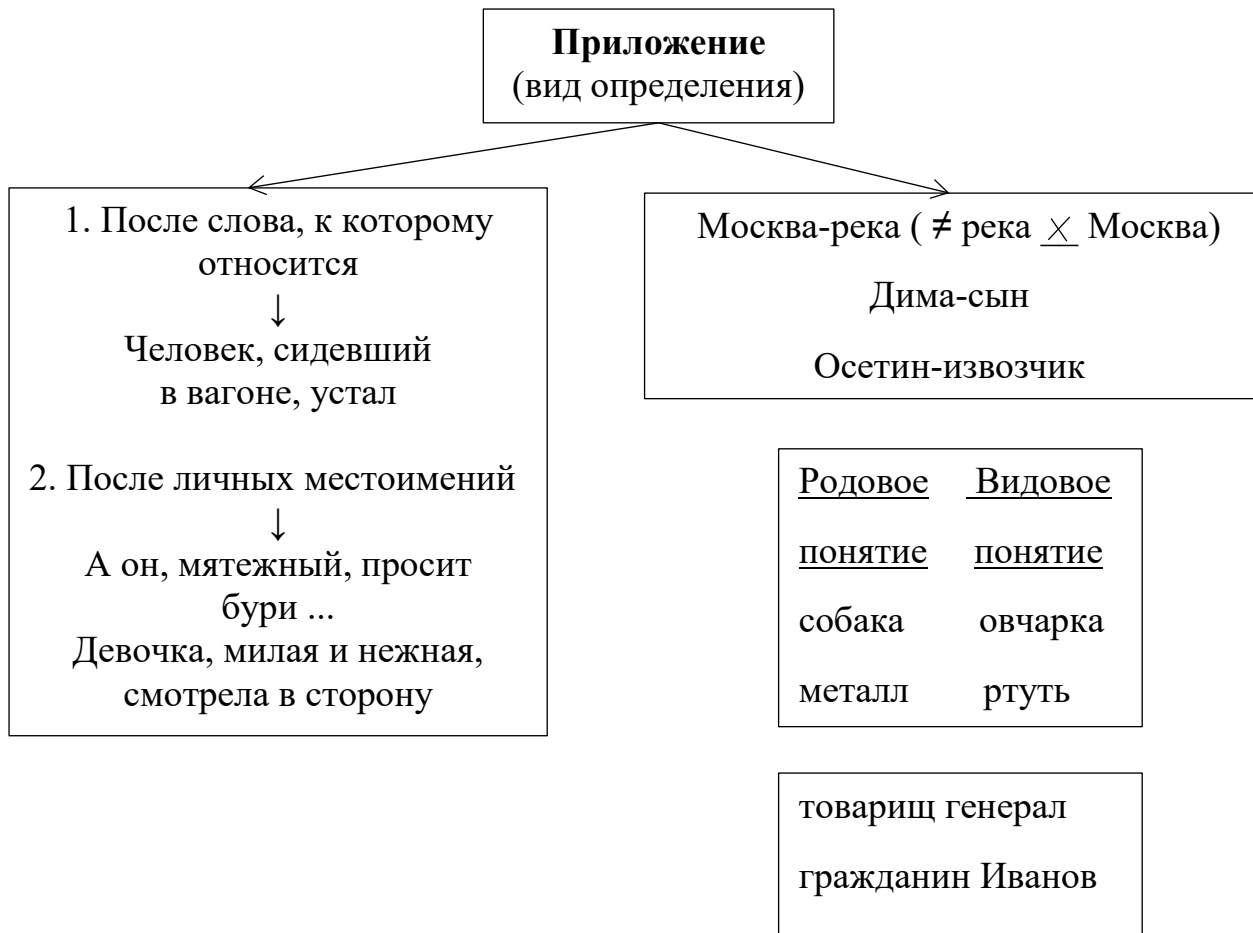 Приложение
(вид определения)
1. После слова, к которому
относится
↓
Человек, сидевший
в вагоне, устал
2. После личных местоимений
↓
А он, мятежный, просит
бури ...
Девочка, милая и нежная,
смотрела в сторону
Москва-река ( ≠ река × Москва)
Дима-сын
Осетин-извозчик
Родовое Видовое
понятие понятие
собака овчарка
металл ртуть
товарищ генерал
гражданин Иванов